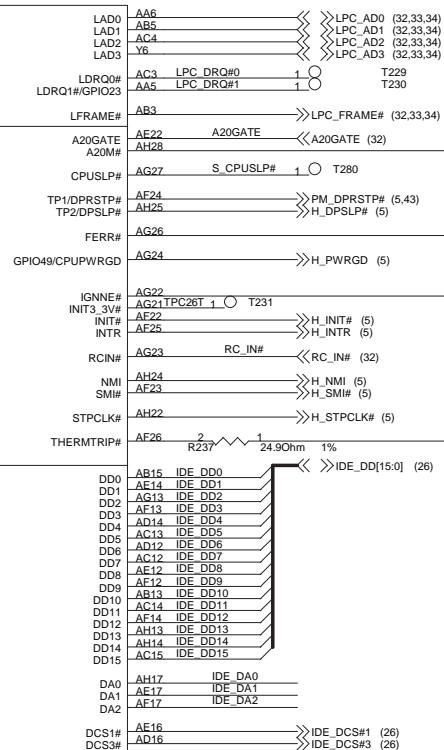 LAD0 AA6 LPC_AD0 (32,33,34)
LAD1 AB5 LPC_AD1 (32,33,34)
LAD2 AC4 LPC_AD2 (32,33,34)
LAD3 Y6 LPC_AD3 (32,33,34)
LDRQ0# AC3 LPC_DRQ#0 1 T229
LDRQ1#/GPIO23 AA5 LPC_DRQ#1 1 T230
LFRAME# AB3 LPC_FRAME# (32,33,34)
A20GATE AE22 A20GATE A20GATE (32)
A20M# AH28
CPUSLP# AG27 S_CPUSLP# 1 T280
TP1/DPRSTP# AF24 PM_DPRSTP# (5,43)
TP2/DPSLP# AH25 H_DPSLP# (5)
FERR# AG26
GPIO49/CPUPWRGD AG24 H_PWRGD (5)
IGNNE# AG22
INIT3_3V# AG21 TPC26T 1 T231
INIT# AF22 H_INIT# (5)
INTR AF25 H_INTR (5)
RCIN# AG23 RC_IN# RC_IN# (32)
NMI AH24 H_NMI (5)
SMI# AF23 H_SMI# (5)
STPCLK# AH22 H_STPCLK# (5)
THERMTRIP# AF26 2 1
R237 24.9Ohm 1%
IDE_DD[15:0] (26)
DD0 AB15 IDE_DD0
DD1 AE14 IDE_DD1
DD2 AG13 IDE_DD2
DD3 AF13 IDE_DD3
DD4 AD14 IDE_DD4
DD5 AC13 IDE_DD5
DD6 AD12 IDE_DD6
DD7 AC12 IDE_DD7
DD8 AE12 IDE_DD8
DD9 AF12 IDE_DD9
DD10 AB13 IDE_DD10
DD11 AC14 IDE_DD11
DD12 AF14 IDE_DD12
DD13 AH13 IDE_DD13
DD14 AH14 IDE_DD14
DD15 AC15 IDE_DD15
DA0 AH17 IDE_DA0
DA1 AE17 IDE_DA1
DA2 AF17 IDE_DA2
DCS1# AE16 IDE_DCS#1 (26)
DCS3# AD16 IDE_DCS#3 (26)